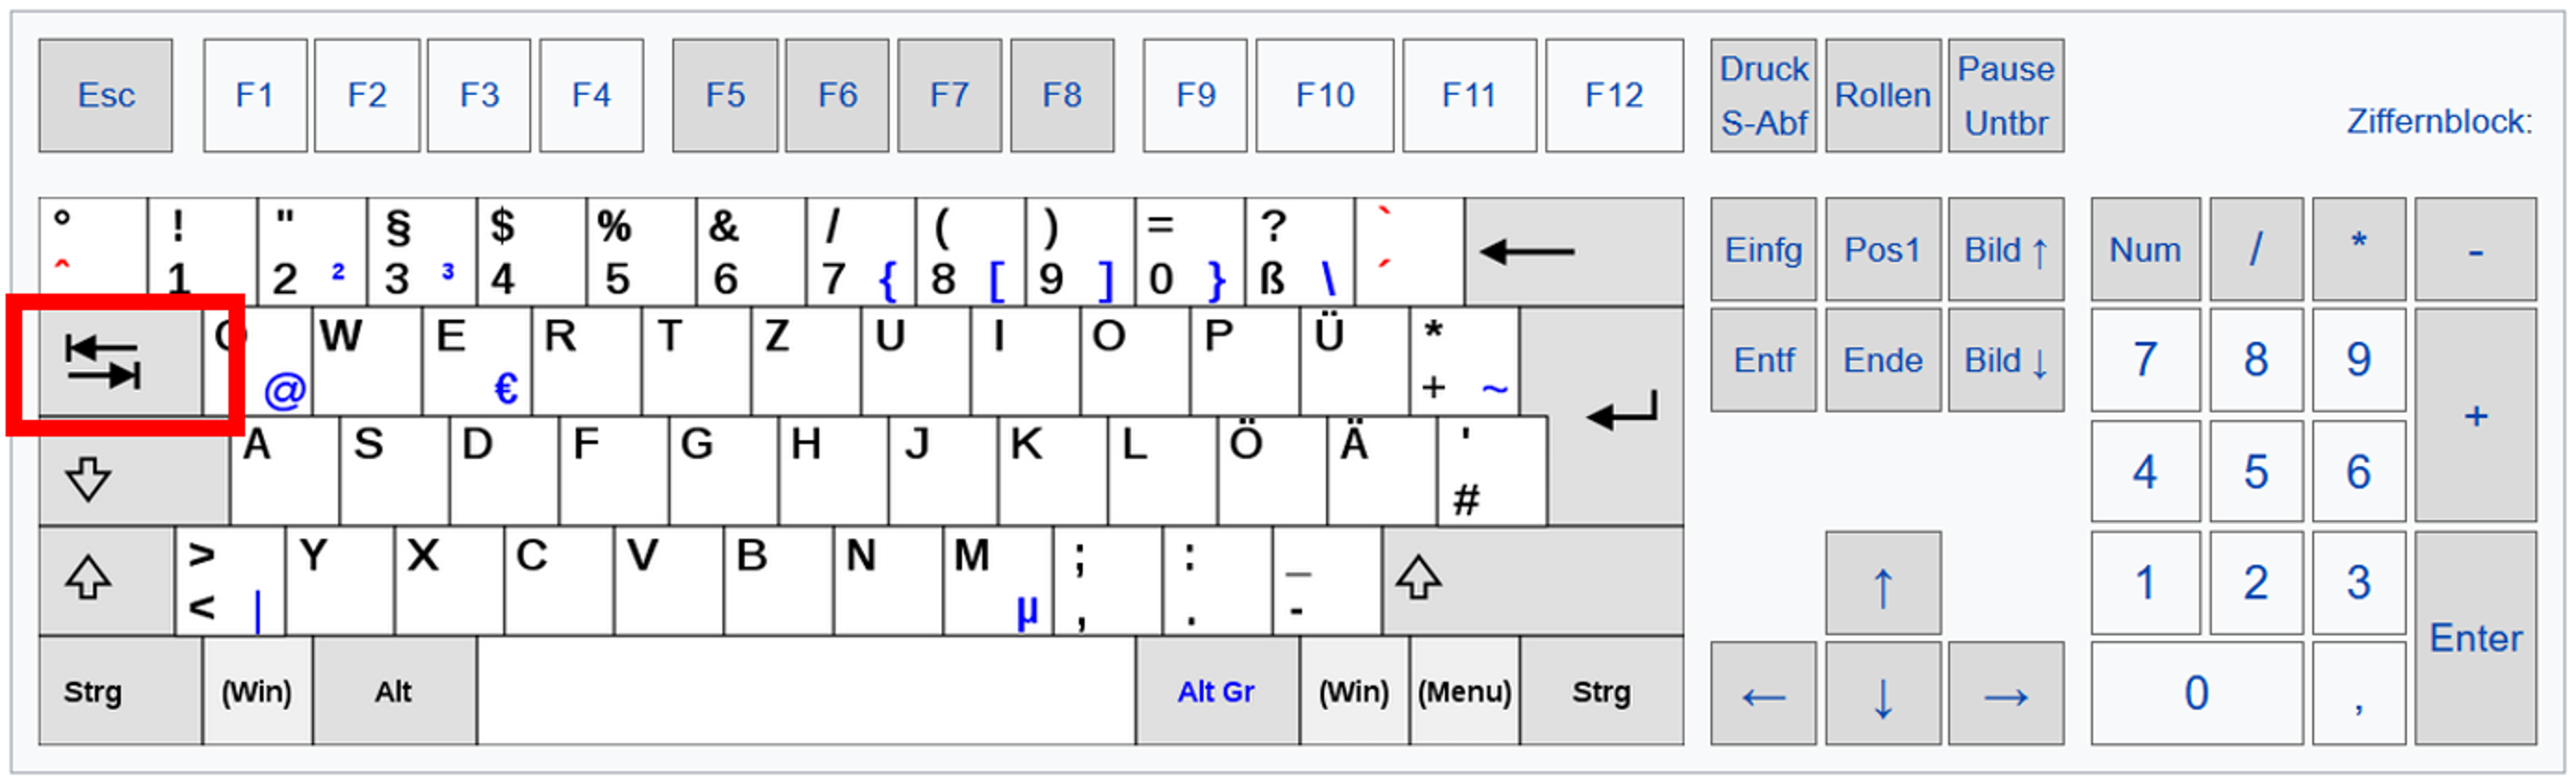 Esc F1 F2 F3 F4 F5 F6 F7 F8 F9 F10 F11 F12 Druck S-Abf Rollen Pause Untbr
Ziffernblock:
° ! " § $ % & / ( ) = ? `
^ 1 2 ² 3 ³ 4 5 6 7 { 8 [ 9 ] 0 } ß \ ´
← Einfg Pos1 Bild ↑ Num / * -
Q W E R T Z U I O P Ü *
@ € + ~
Entf Ende Bild ↓ 7 8 9 +
A S D F G H J K L Ö Ä '
#
4 5 6
> Y X C V B N M ; : _
< | µ , . -
↑ 1 2 3 Enter
Strg (Win) Alt Alt Gr (Win) (Menu) Strg ← ↓ → 0 ,